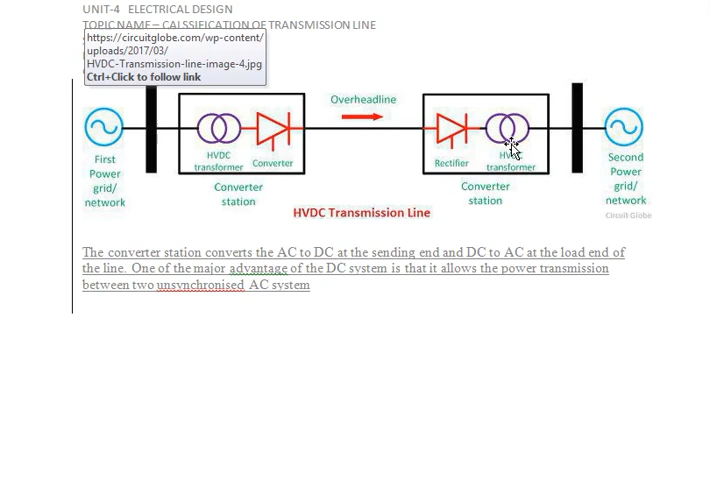 UNIT-4 ELECTRICAL DESIGN
TOPIC NAME – CALSSIFICATION OF TRANSMISSION LINE
https://circuitglobe.com/wp-content/
uploads/2017/03/
HVDC-Transmission-line-image-4.jpg
Ctrl+Click to follow link
Overheadline
HVDC
transformer
Converter
Rectifier
transformer
First
Power
grid/
network
Converter
station
Converter
station
Second
Power
grid/
network
HVDC Transmission Line
Circuit Globe
The converter station converts the AC to DC at the sending end and DC to AC at the load end of
the line. One of the major advantage of the DC system is that it allows the power transmission
between two unsynchronised AC system